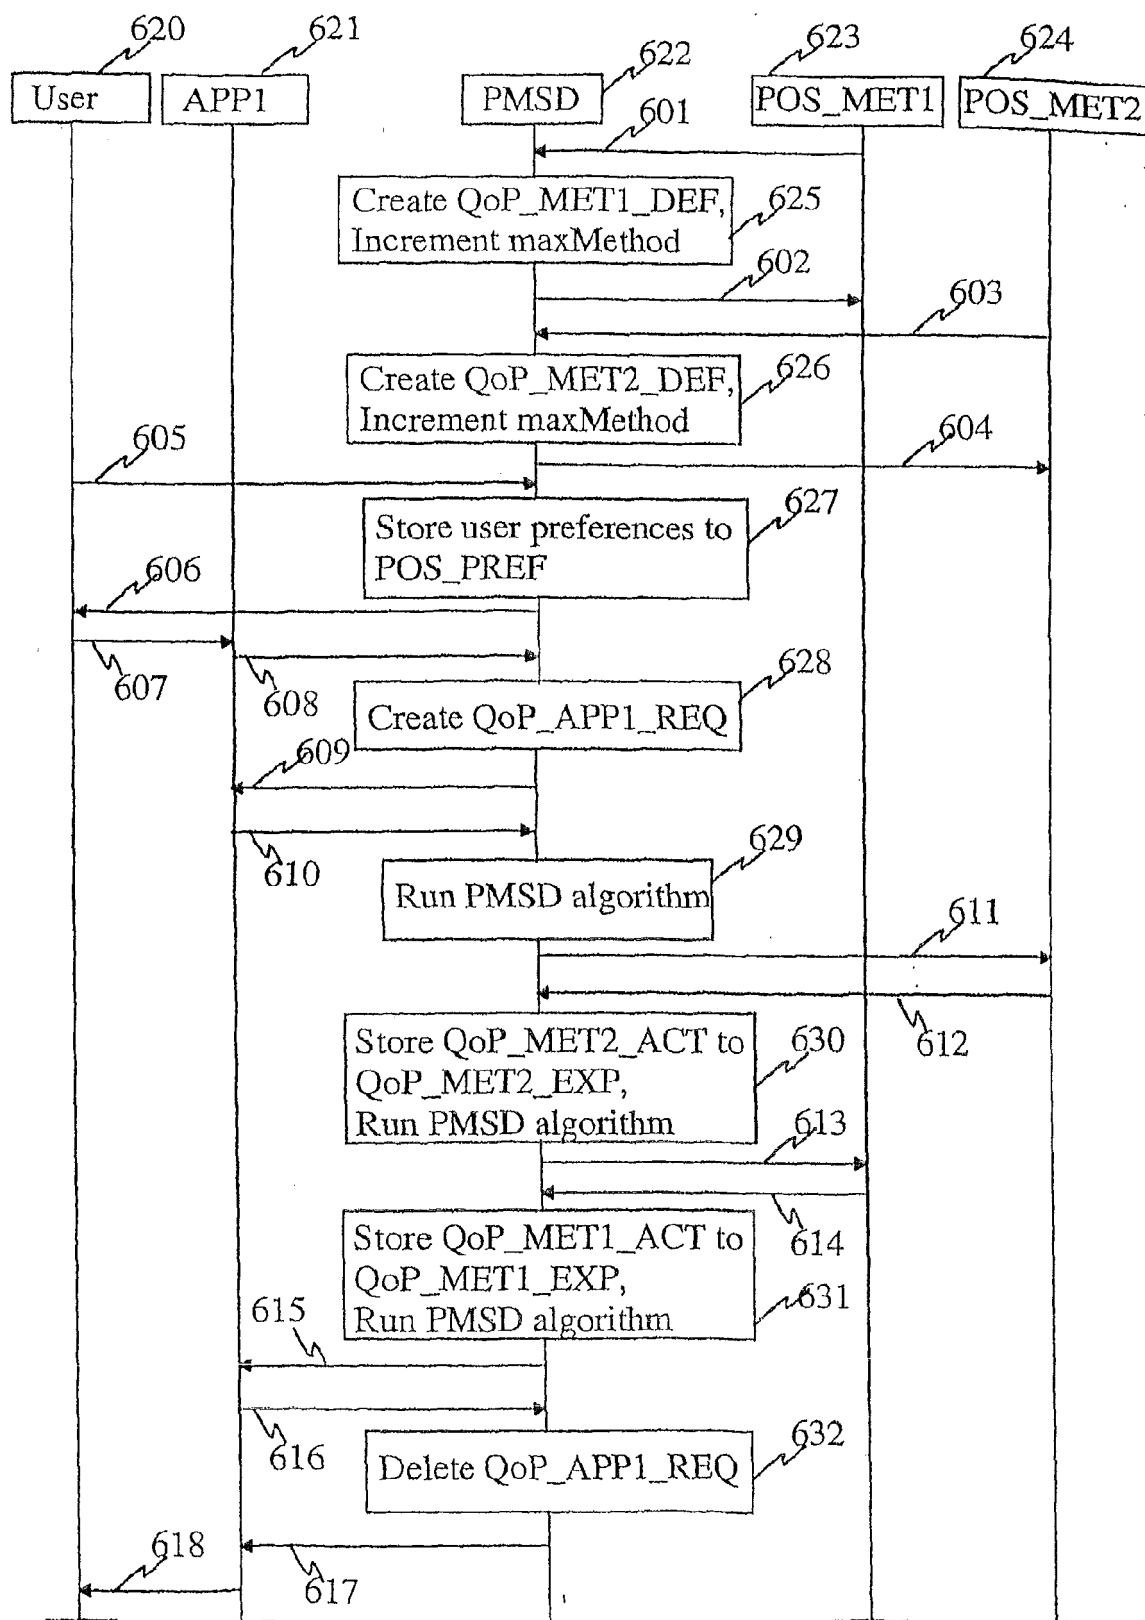 620
621
622
623
624
User
APP1
PMSD
POS_MET1
POS_MET2
601
Create QoP_MET1_DEF,
Increment maxMethod
625
602
603
Create QoP_MET2_DEF,
Increment maxMethod
626
605
604
Store user preferences to
POS_PREF
627
606
607
608
628
Create QoP_APP1_REQ
609
610
629
Run PMSD algorithm
611
612
Store QoP_MET2_ACT to
QoP_MET2_EXP,
Run PMSD algorithm
630
613
614
Store QoP_MET1_ACT to
QoP_MET1_EXP,
Run PMSD algorithm
631
615
616
632
Delete QoP_APP1_REQ
618
617